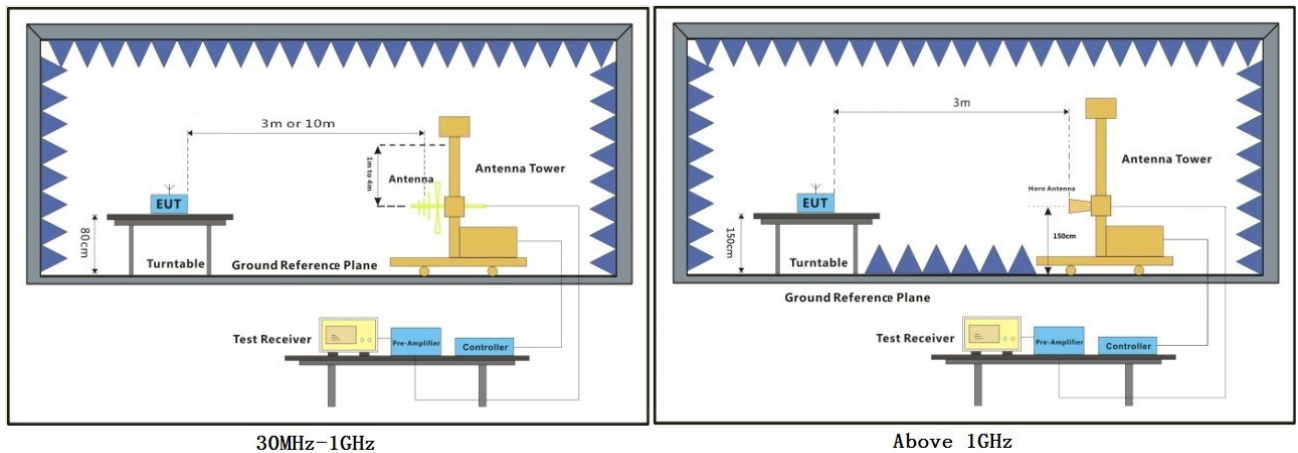 3m or 10m
1m to 4m
Antenna
Antenna Tower
EUT
80cm
Turntable
Ground Reference Plane
Test Receiver
Pre-Amplifier
Controller
30MHz-1GHz
3m
Antenna Tower
Horn Antenna
EUT
150cm
150cm
Turntable
Ground Reference Plane
Test Receiver
Pre-Amplifier
Controller
Above 1GHz